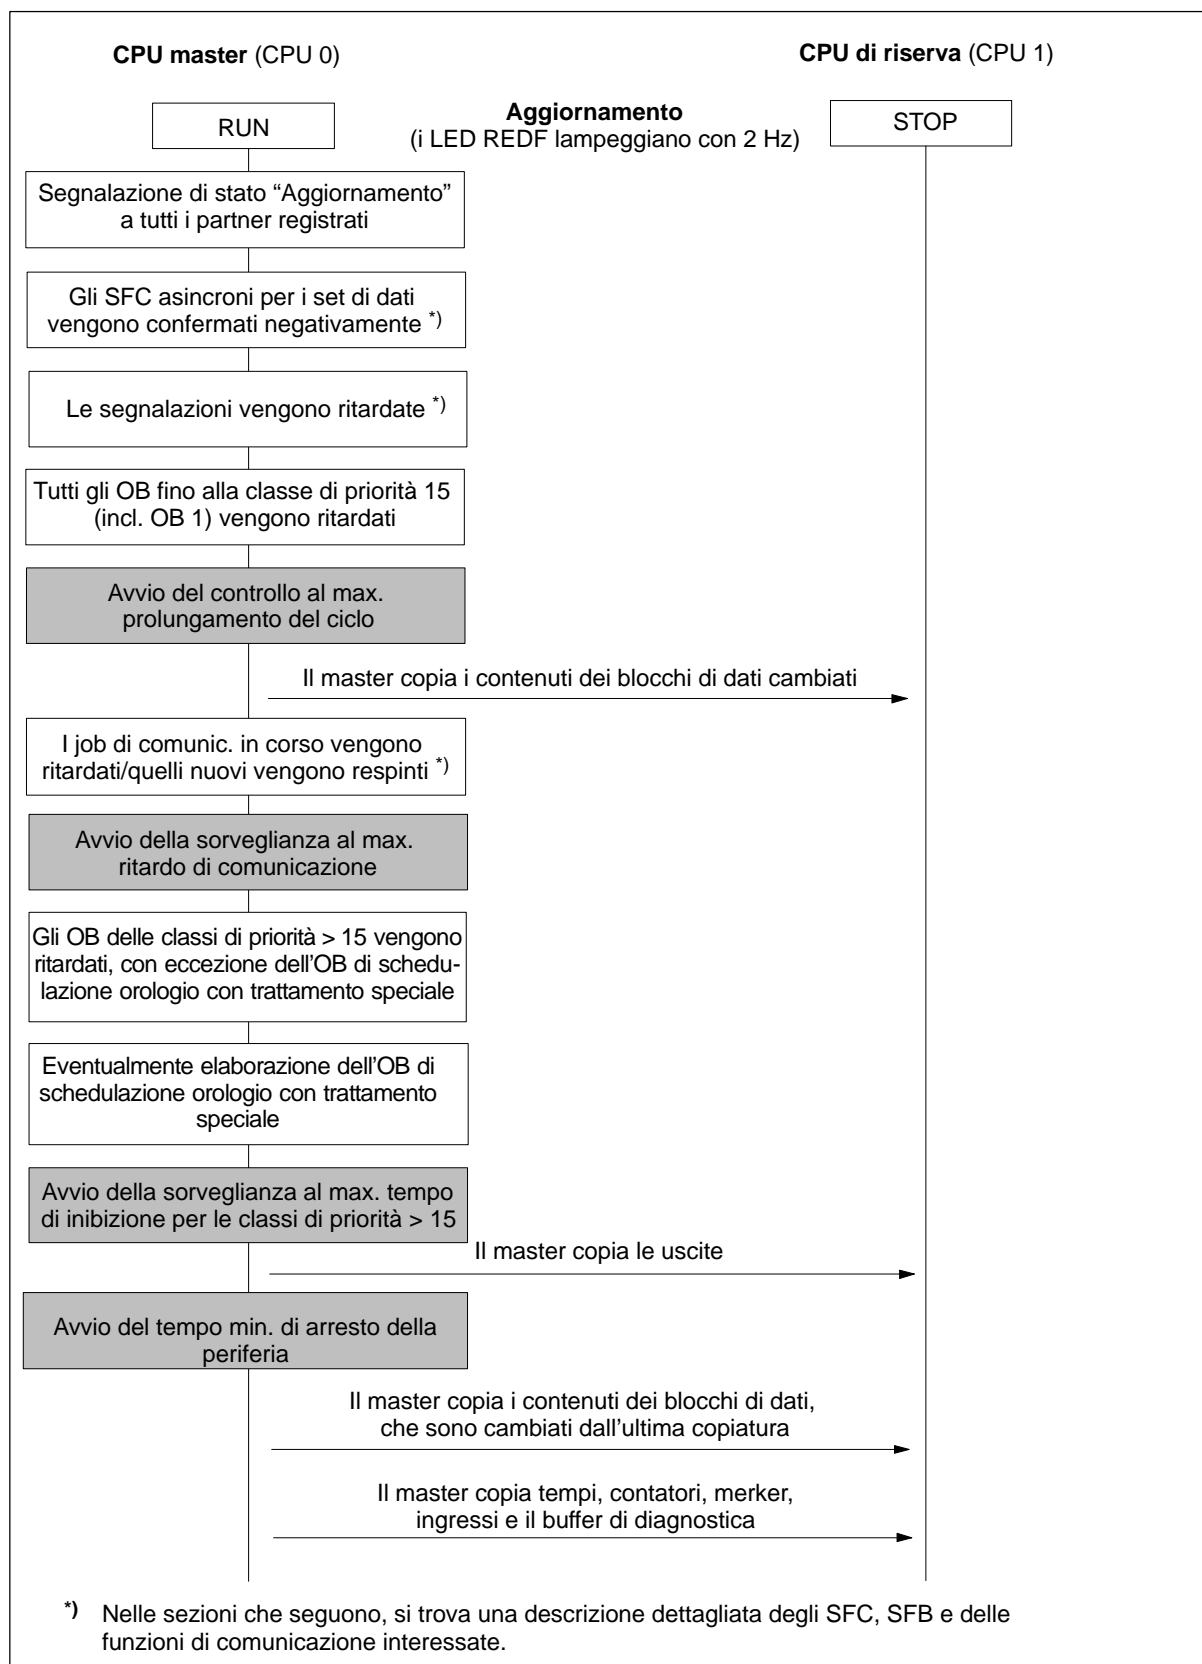 CPU master (CPU 0)
CPU di riserva (CPU 1)
RUN
Aggiornamento
(i LED REDF lampeggiano con 2 Hz)
STOP
Segnalazione di stato “Aggiornamento”
a tutti i partner registrati
Gli SFC asincroni per i set di dati
vengono confermati negativamente *)
Le segnalazioni vengono ritardate *)
Tutti gli OB fino alla classe di priorità 15
(incl. OB 1) vengono ritardati
Avvio del controllo al max.
prolungamento del ciclo
Il master copia i contenuti dei blocchi di dati cambiati
I job di comunic. in corso vengono
ritardati/quelli nuovi vengono respinti *)
Avvio della sorveglianza al max.
ritardo di comunicazione
Gli OB delle classi di priorità > 15 vengono
ritardati, con eccezione dell’OB di schedu-
lazione orologio con trattamento speciale
Eventualmente elaborazione dell’OB di
schedulazione orologio con trattamento
speciale
Avvio della sorveglianza al max. tempo
di inibizione per le classi di priorità > 15
Il master copia le uscite
Avvio del tempo min. di arresto della
periferia
Il master copia i contenuti dei blocchi di dati,
che sono cambiati dall’ultima copiatura
Il master copia tempi, contatori, merker,
ingressi e il buffer di diagnostica
*) Nelle sezioni che seguono, si trova una descrizione dettagliata degli SFC, SFB e delle
funzioni di comunicazione interessate.